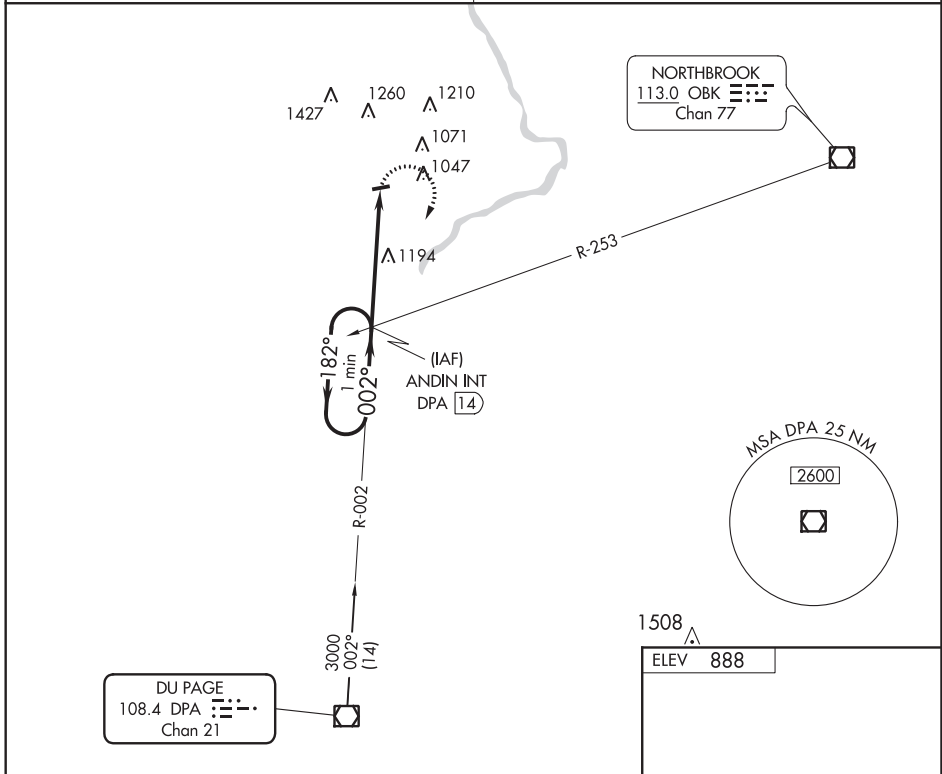 1427
1260
1210
1071
1047
NORTHBROOK
113.0 OBK
Chan 77
R-253
1194
182°
1 min
002°
(IAF)
ANDIN INT
DPA 14
MSA DPA 25 NM
2600
R-002
3000
002°
(14)
DU PAGE
108.4 DPA
Chan 21
1508
ELEV 888